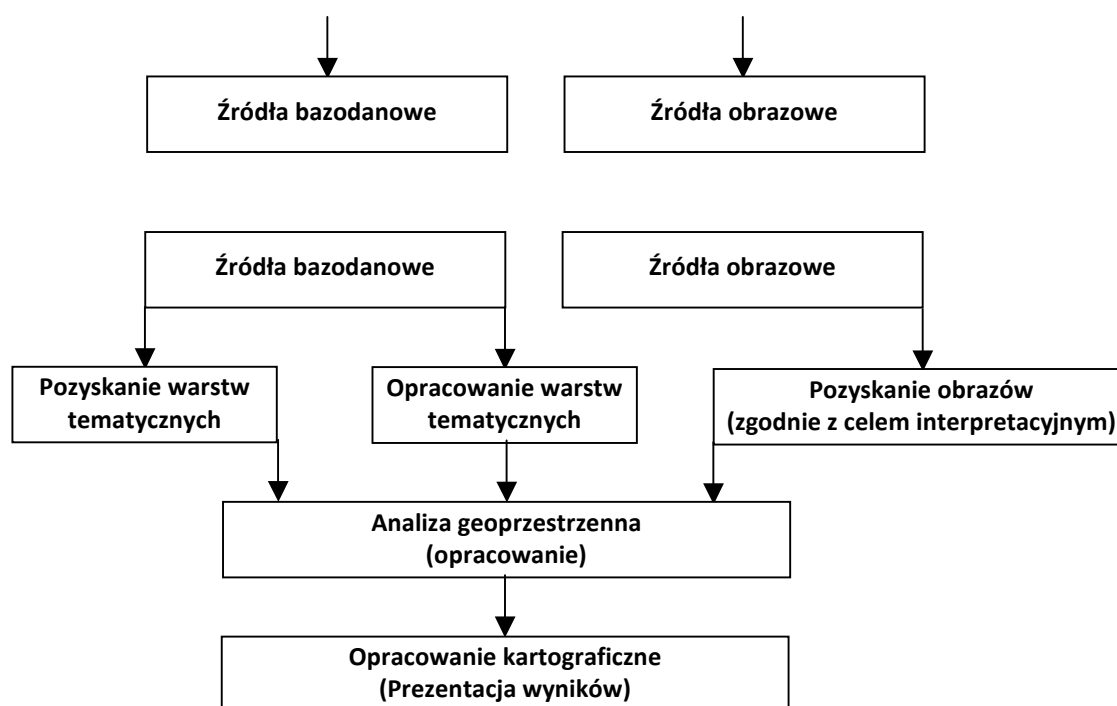 Źródła bazodanowe
Źródła obrazowe
Źródła bazodanowe
Źródła obrazowe
Pozyskanie warstw
tematycznych
Opracowanie warstw
tematycznych
Pozyskanie obrazów
(zgodnie z celem interpretacyjnym)
Analiza geoprzestrzenna
(opracowanie)
Opracowanie kartograficzne
(Prezentacja wyników)